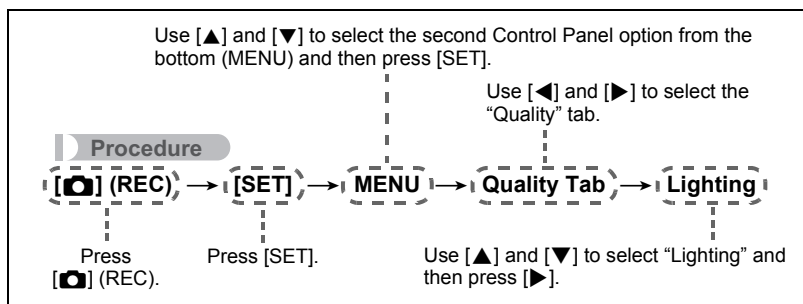 Use [▲] and [▼] to select the second Control Panel option from the
bottom (MENU) and then press [SET].
Use [◀] and [▶] to select the
“Quality” tab.
Procedure
[📷] (REC) → [SET] → MENU → Quality Tab → Lighting
Press
[📷] (REC).
Press [SET].
Use [▲] and [▼] to select “Lighting” and
then press [▶].